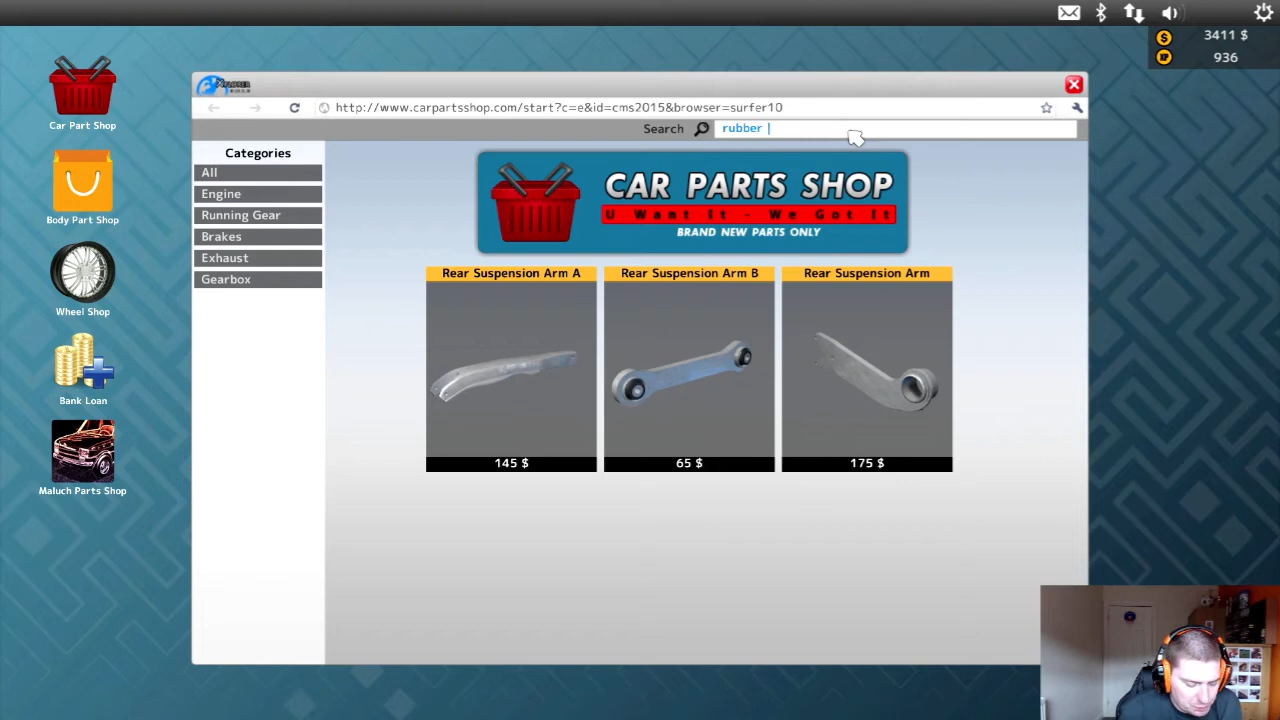 3411 $
936
http://www.carpartsshop.com/start?c=e&id=cms2015&browser=surfer10
Search rubber |
Car Part Shop
Body Part Shop
Wheel Shop
Bank Loan
Maluch Parts Shop
Categories
All
Engine
Running Gear
Brakes
Exhaust
Gearbox
CAR PARTS SHOP
U Want It - We Got It
BRAND NEW PARTS ONLY
Rear Suspension Arm A
145 $
Rear Suspension Arm B
65 $
Rear Suspension Arm
175 $